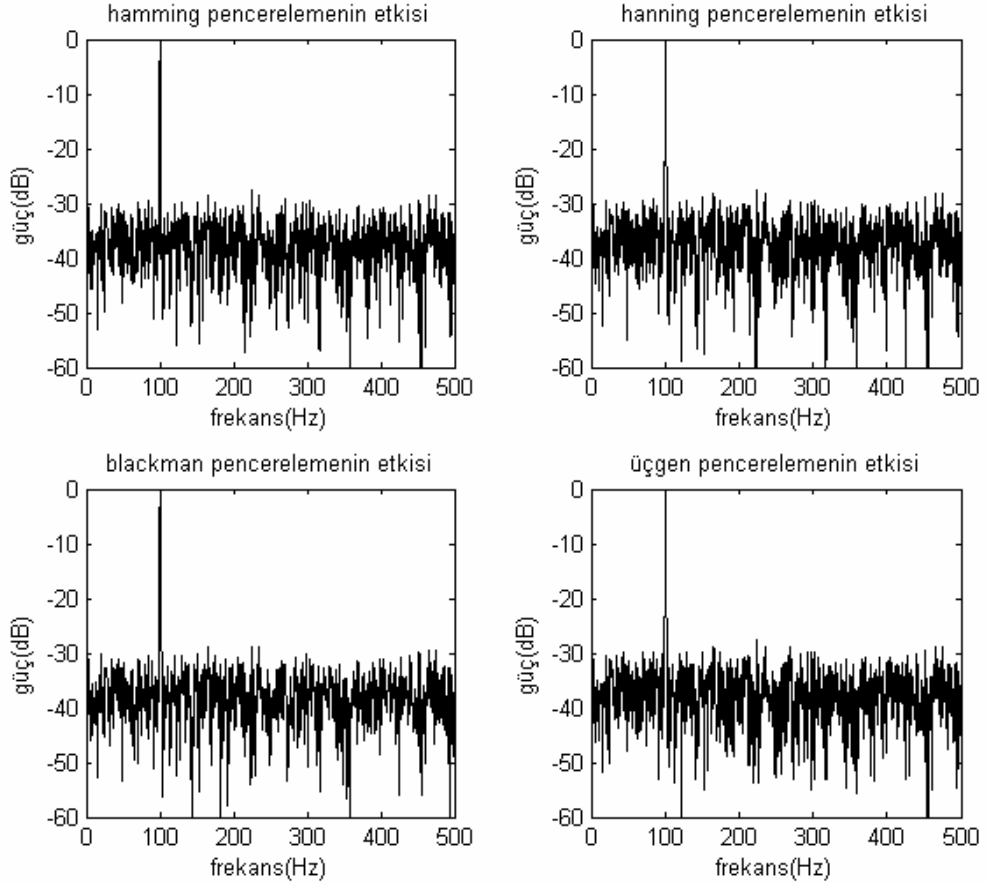 hamming pencerelemenin etkisi
0
-10
-20
-30
-40
-50
-60
güç(dB)
0 100 200 300 400 500
frekans(Hz)
hanning pencerelemenin etkisi
0
-10
-20
-30
-40
-50
-60
güç(dB)
0 100 200 300 400 500
frekans(Hz)
blackman pencerelemenin etkisi
0
-10
-20
-30
-40
-50
-60
güç(dB)
0 100 200 300 400 500
frekans(Hz)
üçgen pencerelemenin etkisi
0
-10
-20
-30
-40
-50
-60
güç(dB)
0 100 200 300 400 500
frekans(Hz)